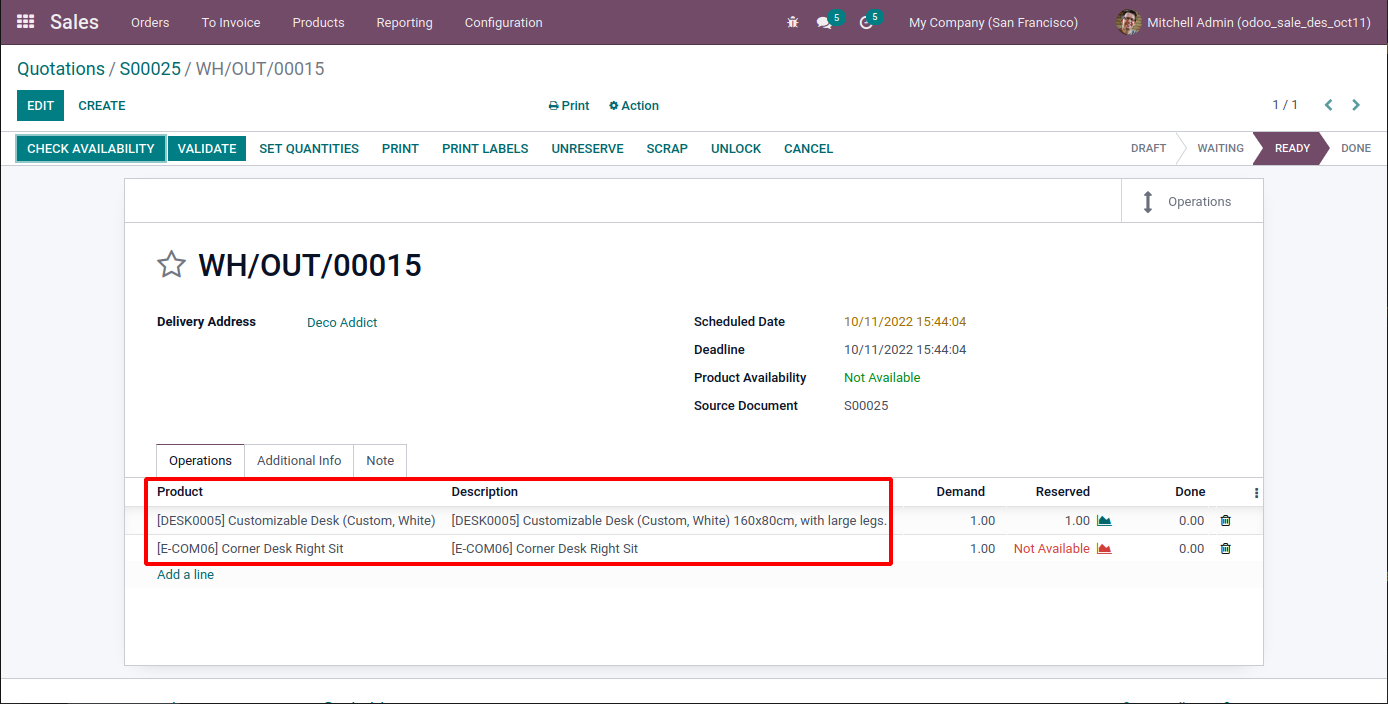 Sales Orders To Invoice Products Reporting Configuration 5 5 My Company (San Francisco) Mitchell Admin (odoo_sale_des_oct11)
Quotations / S00025 / WH/OUT/00015
EDIT CREATE Print Action 1 / 1
CHECK AVAILABILITY VALIDATE SET QUANTITIES PRINT PRINT LABELS UNRESERVE SCRAP UNLOCK CANCEL DRAFT WAITING READY DONE
Operations
WH/OUT/00015
Delivery Address Deco Addict Scheduled Date 10/11/2022 15:44:04
Deadline 10/11/2022 15:44:04
Product Availability Not Available
Source Document S00025
Operations Additional Info Note
Product Description Demand Reserved Done
[DESK0005] Customizable Desk (Custom, White) [DESK0005] Customizable Desk (Custom, White) 160x80cm, with large legs. 1.00 1.00 0.00
[E-COM06] Corner Desk Right Sit [E-COM06] Corner Desk Right Sit 1.00 Not Available 0.00
Add a line